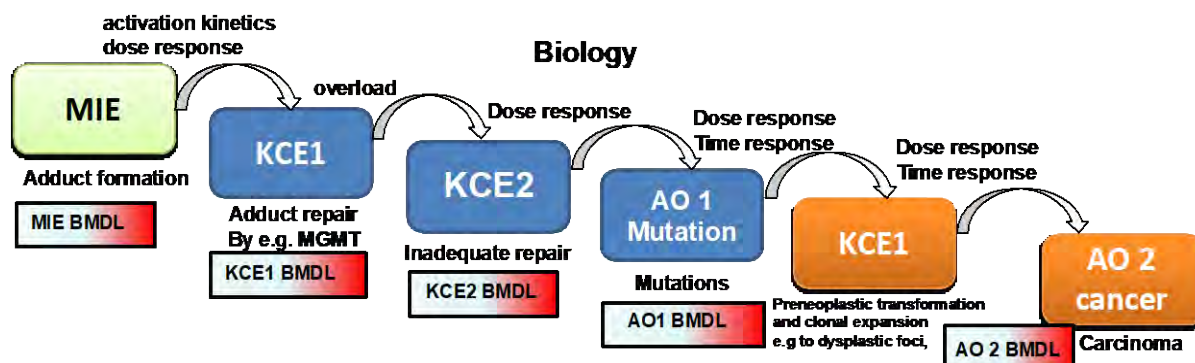 activation kinetics
dose response
Biology
MIE
overload
Dose response
Dose response
Time response
Dose response
Time response
KCE1
KCE2
AO 1
Mutation
KCE1
AO 2
cancer
Adduct formation
MIE BMDL
Adduct repair
By e.g. MGMT
KCE1 BMDL
Inadequate repair
KCE2 BMDL
Mutations
AO1 BMDL
Preneoplastic transformation
and clonal expansion
e.g to dysplastic foci,
AO 2 BMDL
Carcinoma